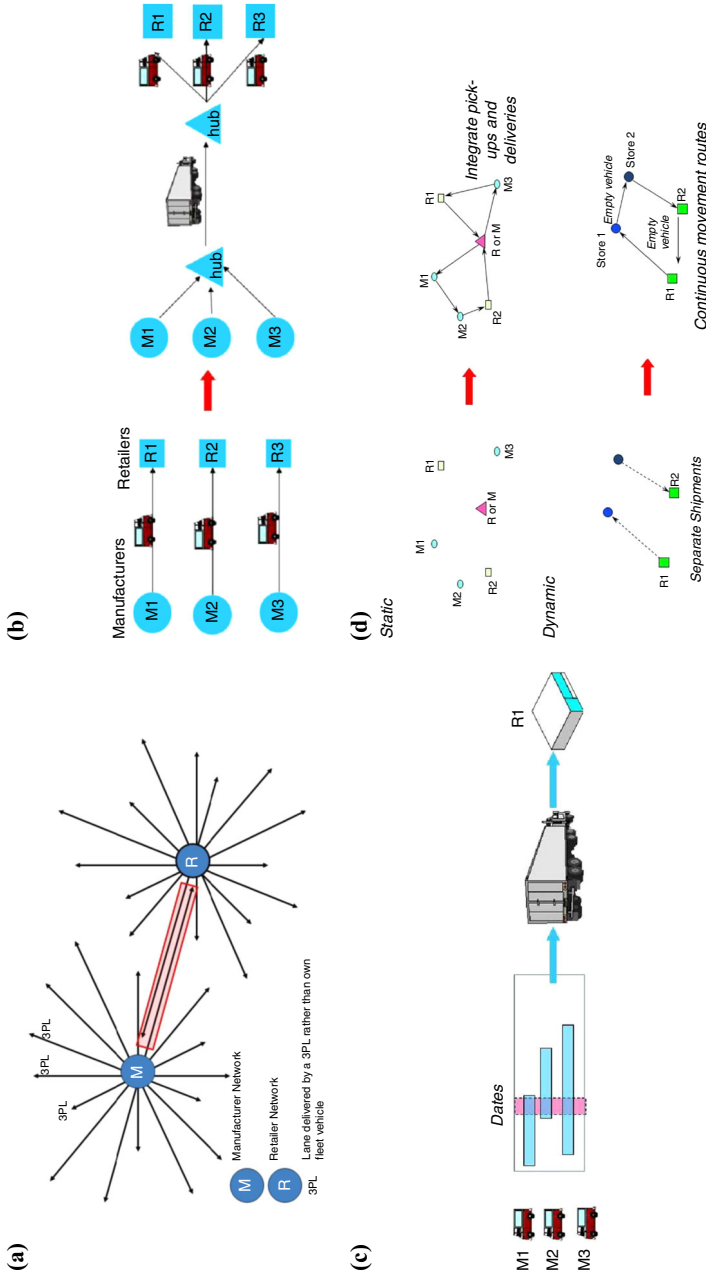 (a)
3PL
3PL
3PL
M
R
M
Manufacturer Network
R
Retailer Network
3PL
Lane delivered by a 3PL rather than own
fleet vehicle
(b)
Manufacturers
Retailers
M1
R1
M2
R2
M3
R3
M1
M2
M3
hub
hub
R1
R2
R3
(c)
M1
M2
M3
Dates
R1
(d)
Static
M1
M2
R2
R or M
R1
M3
M1
M2
R2
R or M
R1
M3
Integrate pick-
ups and
deliveries
Dynamic
R1
R2
Separate Shipments
Store 1
Empty vehicle
Store 2
Empty
vehicle
R1
R2
Continuous movement routes